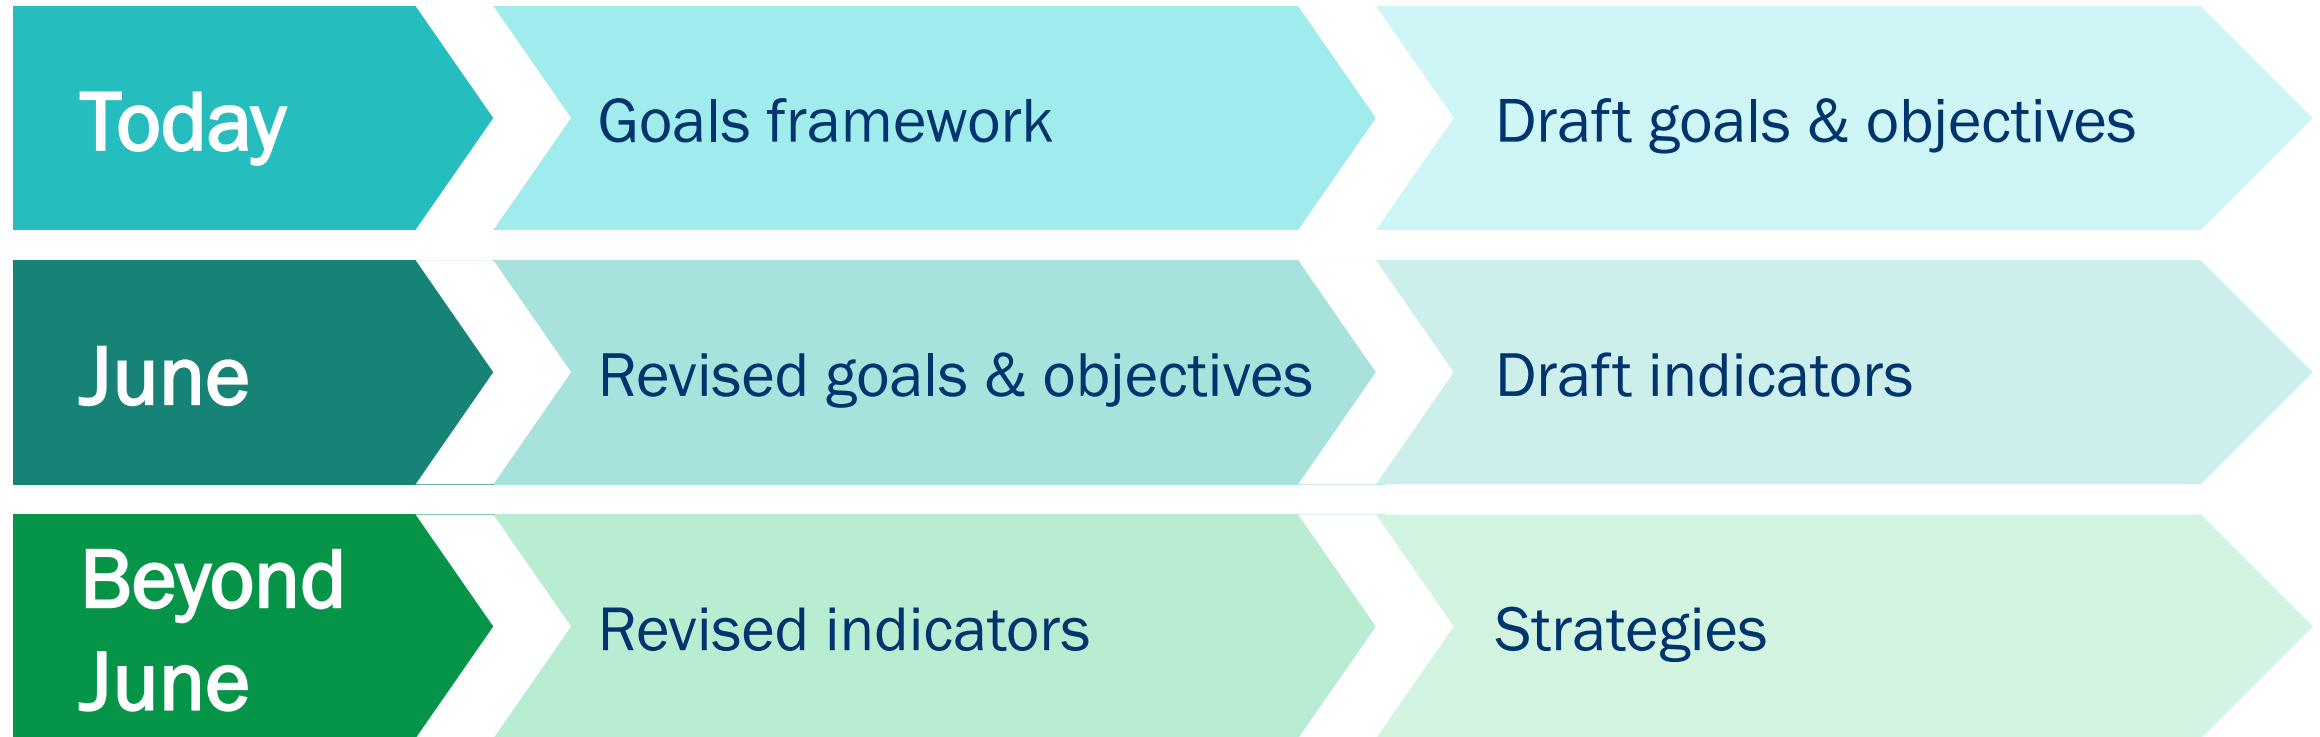 Today
Goals framework
Draft goals & objectives
June
Revised goals & objectives
Draft indicators
Beyond
June
Revised indicators
Strategies